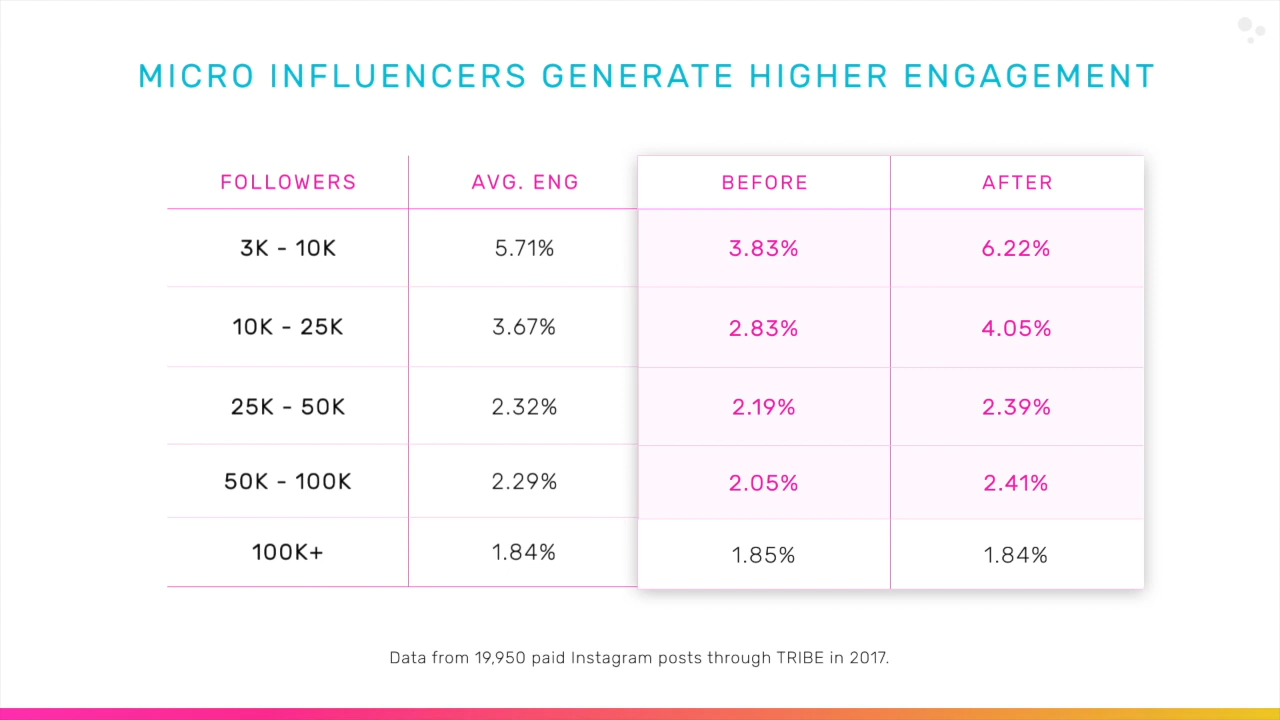 MICRO INFLUENCERS GENERATE HIGHER ENGAGEMENT
FOLLOWERS AVG. ENG BEFORE AFTER
3K - 10K 5.71% 3.83% 6.22%
10K - 25K 3.67% 2.83% 4.05%
25K - 50K 2.32% 2.19% 2.39%
50K - 100K 2.29% 2.05% 2.41%
100K+ 1.84% 1.85% 1.84%
Data from 19,950 paid Instagram posts through TRIBE in 2017.